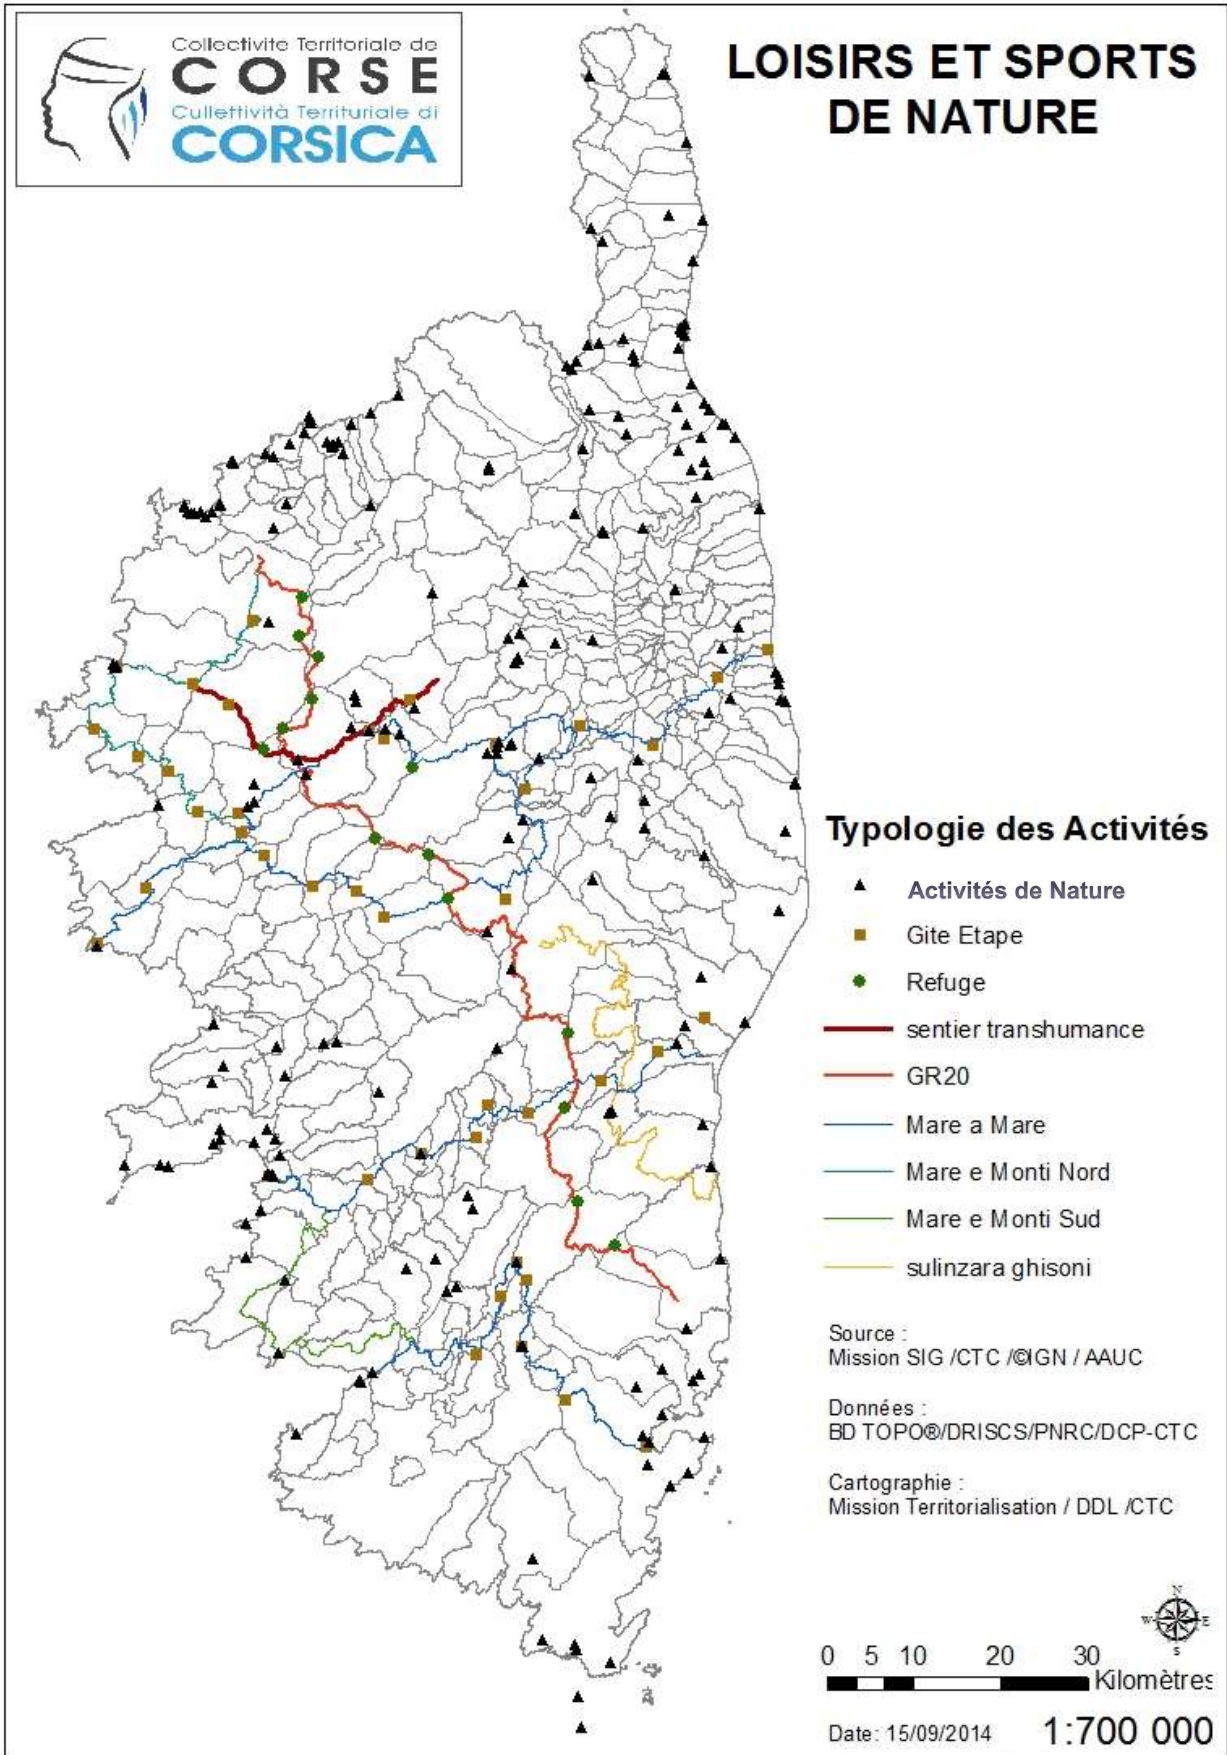 Collectivite Territoriale de
CORSE
Cullettività Territuriale di
CORSICA
LOISIRS ET SPORTS
DE NATURE
Typologie des Activités
Activités de Nature
Gite Etape
Refuge
sentier transhumance
GR20
Mare a Mare
Mare e Monti Nord
Mare e Monti Sud
sulinzara ghisoni
Source :
Mission SIG /CTC /©IGN / AAUC
Données :
BD TOPO®/DRISCS/PNRC/DCP-CTC
Cartographie :
Mission Territorialisation / DDL /CTC
N
W E
S
0 5 10 20 30
Kilomètres
Date: 15/09/2014 1:700 000